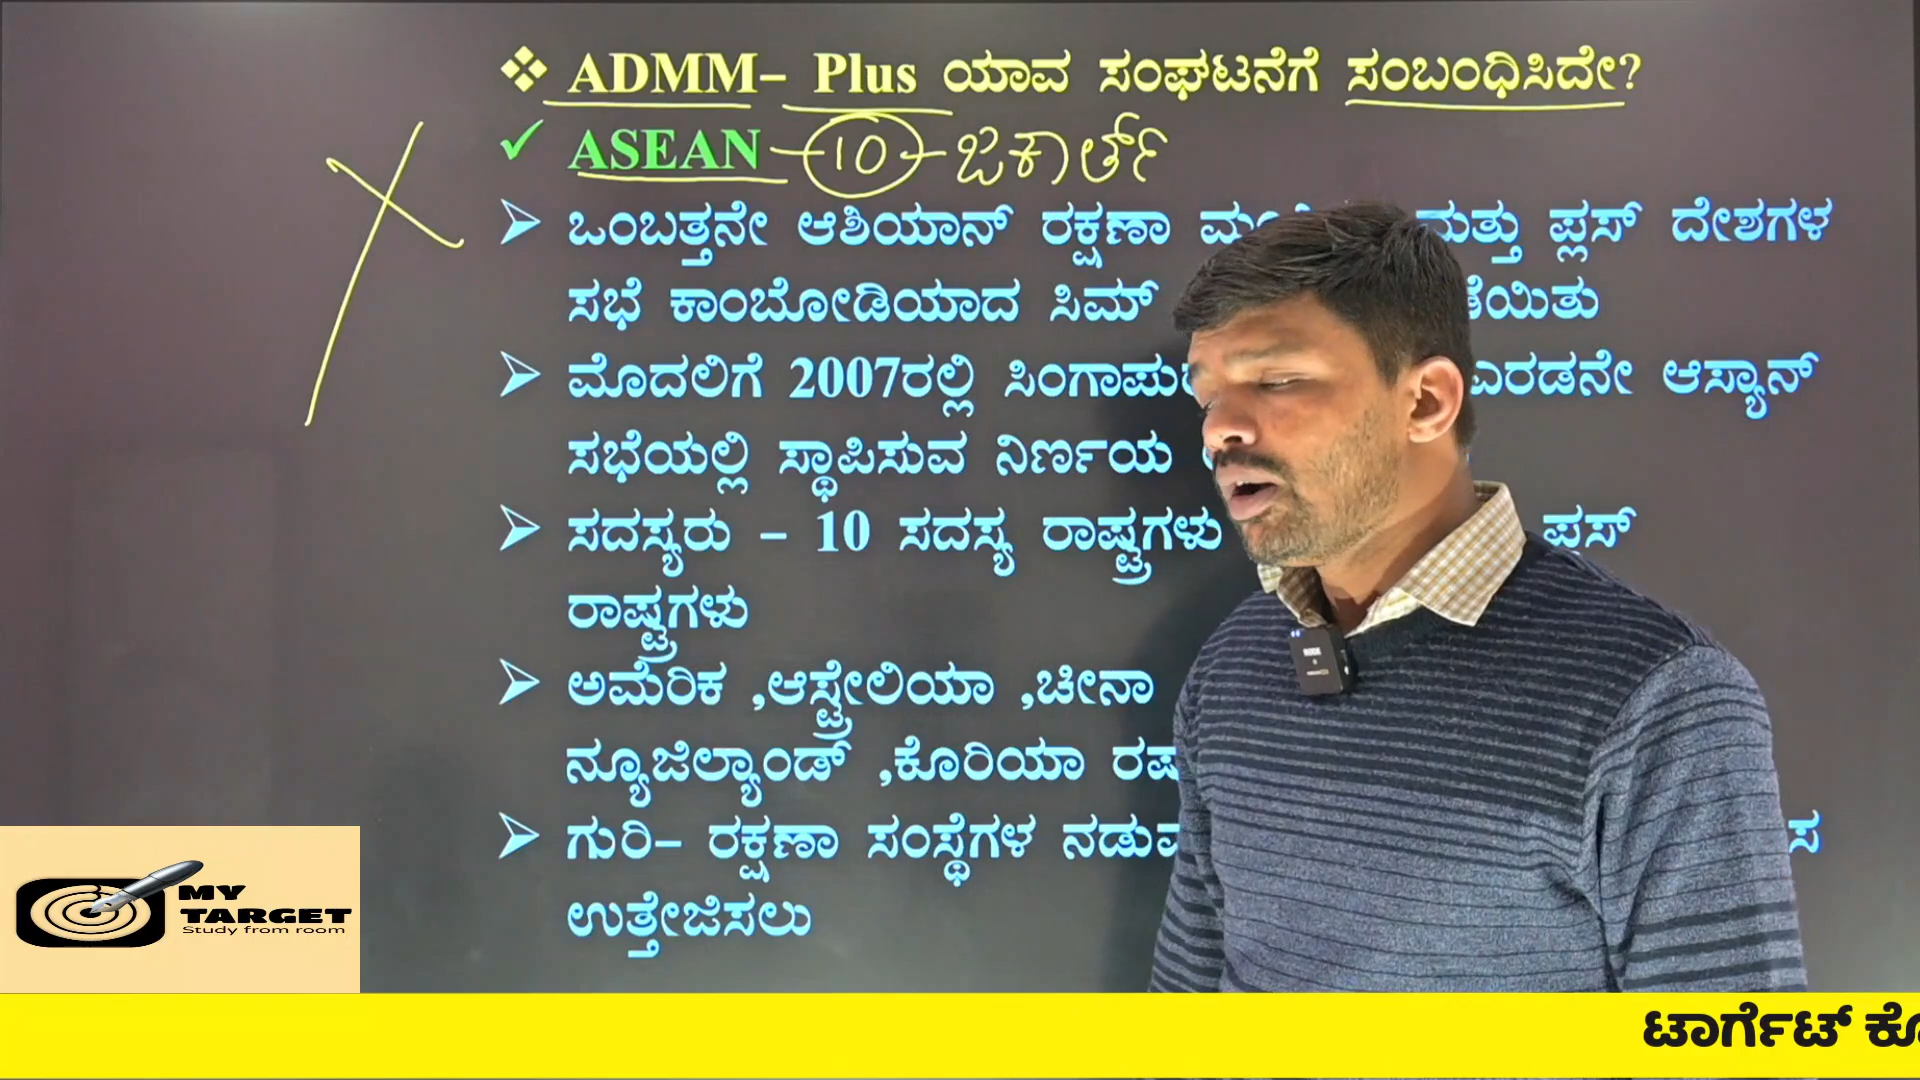 ❖ ADMM– Plus ಯಾವ ಸಂಘಟನೆಗೆ ಸಂಬಂಧಿಸಿದೇ?
✓ ASEAN – 10 – ಜಕಾರ್ತ್
➢ ಒಂಬತ್ತನೇ ಆಶಿಯಾನ್ ರಕ್ಷಣಾ ಮತ್ತು ಪ್ಲಸ್ ದೇಶಗಳ
ಸಭೆ ಕಾಂಬೋಡಿಯಾದ ಸಿಮ್
➢ ಮೊದಲಿಗೆ 2007ರಲ್ಲಿ ಎರಡನೇ ಆಸ್ಯಾನ್
ಸಭೆಯಲ್ಲಿ ಸ್ಥಾಪಿಸುವ ನಿರ್ಣಯ
➢ ಸದಸ್ಯರು – 10 ಸದಸ್ಯ ರಾಷ್ಟ್ರಗಳು ಪ್ಲಸ್
ರಾಷ್ಟ್ರಗಳು
➢ ಅಮೆರಿಕ ,ಆಸ್ಟ್ರೇಲಿಯಾ ,ಚೀನಾ
ನ್ಯೂಜಿಲ್ಯಾಂಡ್ ,ಕೊರಿಯಾ
➢ ಗುರಿ– ರಕ್ಷಣಾ ಸಂಸ್ಥೆಗಳ
ಉತ್ತೇಜಿಸಲು
MY
TARGET
Study from room
ಟಾರ್ಗೆಟ್